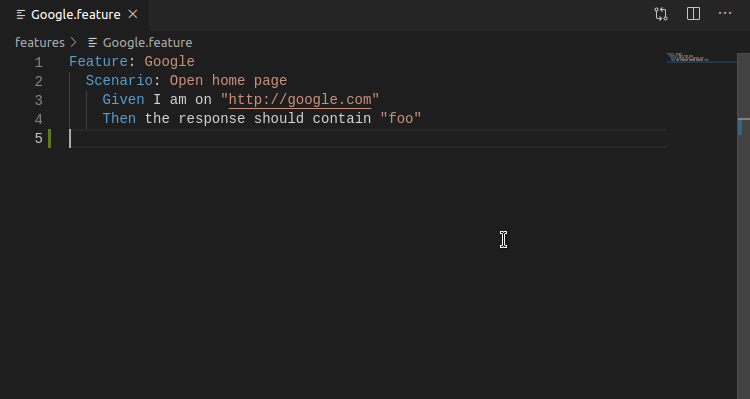 Google.feature
features > Google.feature
1 Feature: Google
2   Scenario: Open home page
3     Given I am on "http://google.com"
4     Then the response should contain "foo"
5